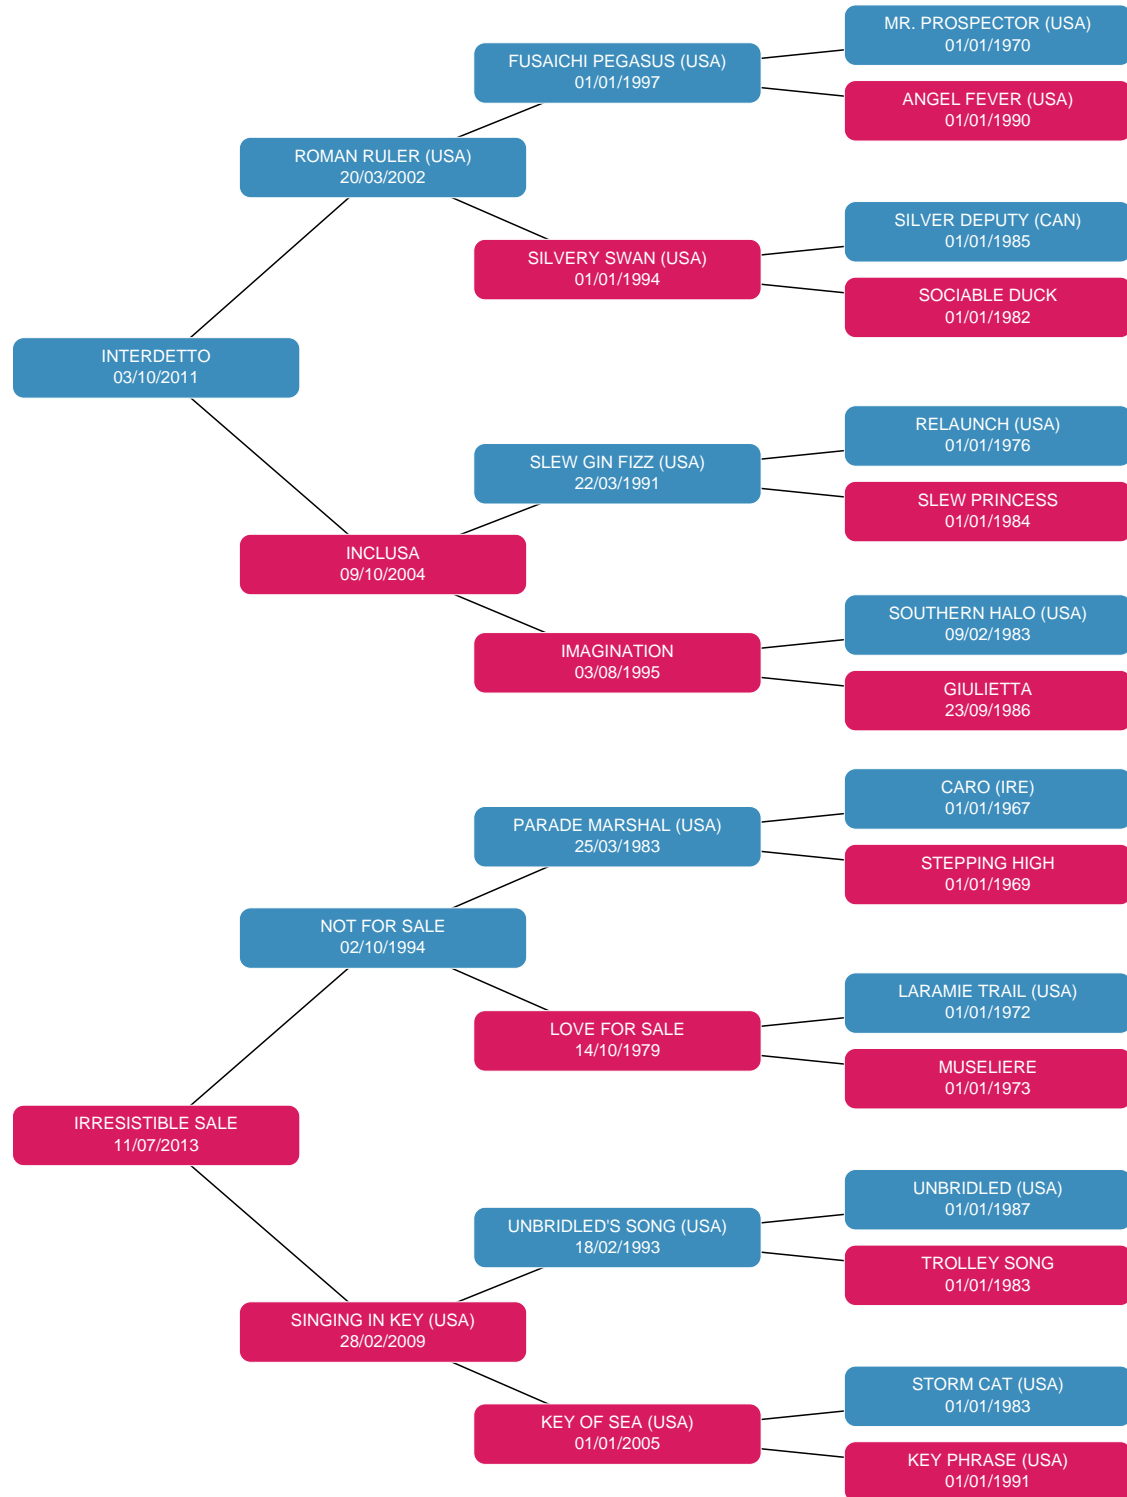 MR. PROSPECTOR (USA)
01/01/1970
FUSAICHI PEGASUS (USA)
01/01/1997
ANGEL FEVER (USA)
01/01/1990
ROMAN RULER (USA)
20/03/2002
SILVER DEPUTY (CAN)
01/01/1985
SILVERY SWAN (USA)
01/01/1994
SOCIABLE DUCK
01/01/1982
INTERDETTO
03/10/2011
RELAUNCH (USA)
01/01/1976
SLEW GIN FIZZ (USA)
22/03/1991
SLEW PRINCESS
01/01/1984
INCLUSA
09/10/2004
SOUTHERN HALO (USA)
09/02/1983
IMAGINATION
03/08/1995
GIULIETTA
23/09/1986
CARO (IRE)
01/01/1967
PARADE MARSHAL (USA)
25/03/1983
STEPPING HIGH
01/01/1969
NOT FOR SALE
02/10/1994
LARAMIE TRAIL (USA)
01/01/1972
LOVE FOR SALE
14/10/1979
MUSELIERE
01/01/1973
IRRESISTIBLE SALE
11/07/2013
UNBRIDLED (USA)
01/01/1987
UNBRIDLED'S SONG (USA)
18/02/1993
TROLLEY SONG
01/01/1983
SINGING IN KEY (USA)
28/02/2009
STORM CAT (USA)
01/01/1983
KEY OF SEA (USA)
01/01/2005
KEY PHRASE (USA)
01/01/1991